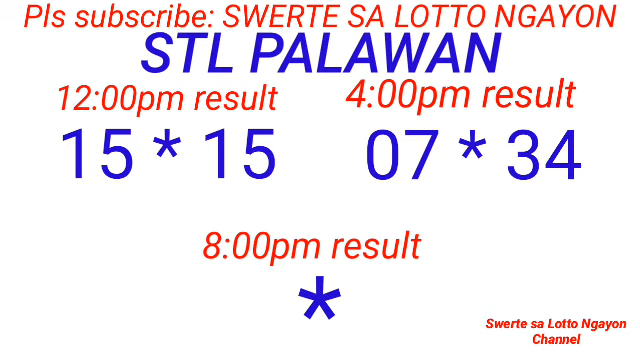 Pls subscribe: SWERTE SA LOTTO NGAYON
STL PALAWAN
12:00pm result
4:00pm result
15 * 15
07 * 34
8:00pm result
*
Swerte sa Lotto Ngayon
Channel